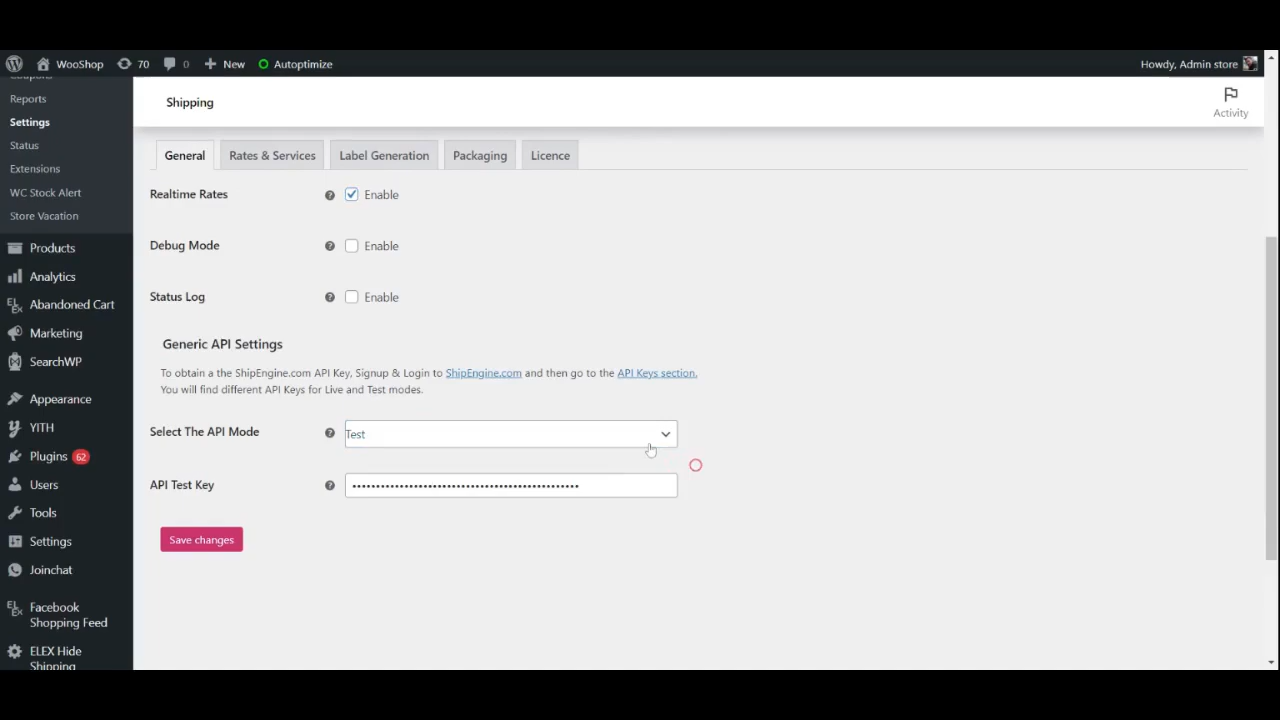 WooShop 70 0 New Autoptimize Howdy, Admin store
Coupons
Reports
Settings
Status
Extensions
WC Stock Alert
Store Vacation
Products
Analytics
Abandoned Cart
Marketing
SearchWP
Appearance
YITH
Plugins 62
Users
Tools
Settings
Joinchat
Facebook
Shopping Feed
ELEX Hide
Shipping
Shipping
Activity
General Rates & Services Label Generation Packaging Licence
Realtime Rates Enable
Debug Mode Enable
Status Log Enable
Generic API Settings
To obtain a the ShipEngine.com API Key, Signup & Login to ShipEngine.com and then go to the API Keys section.
You will find different API Keys for Live and Test modes.
Select The API Mode Test
API Test Key ••••••••••••••••••••••••••••••••••••••••••••••••
Save changes